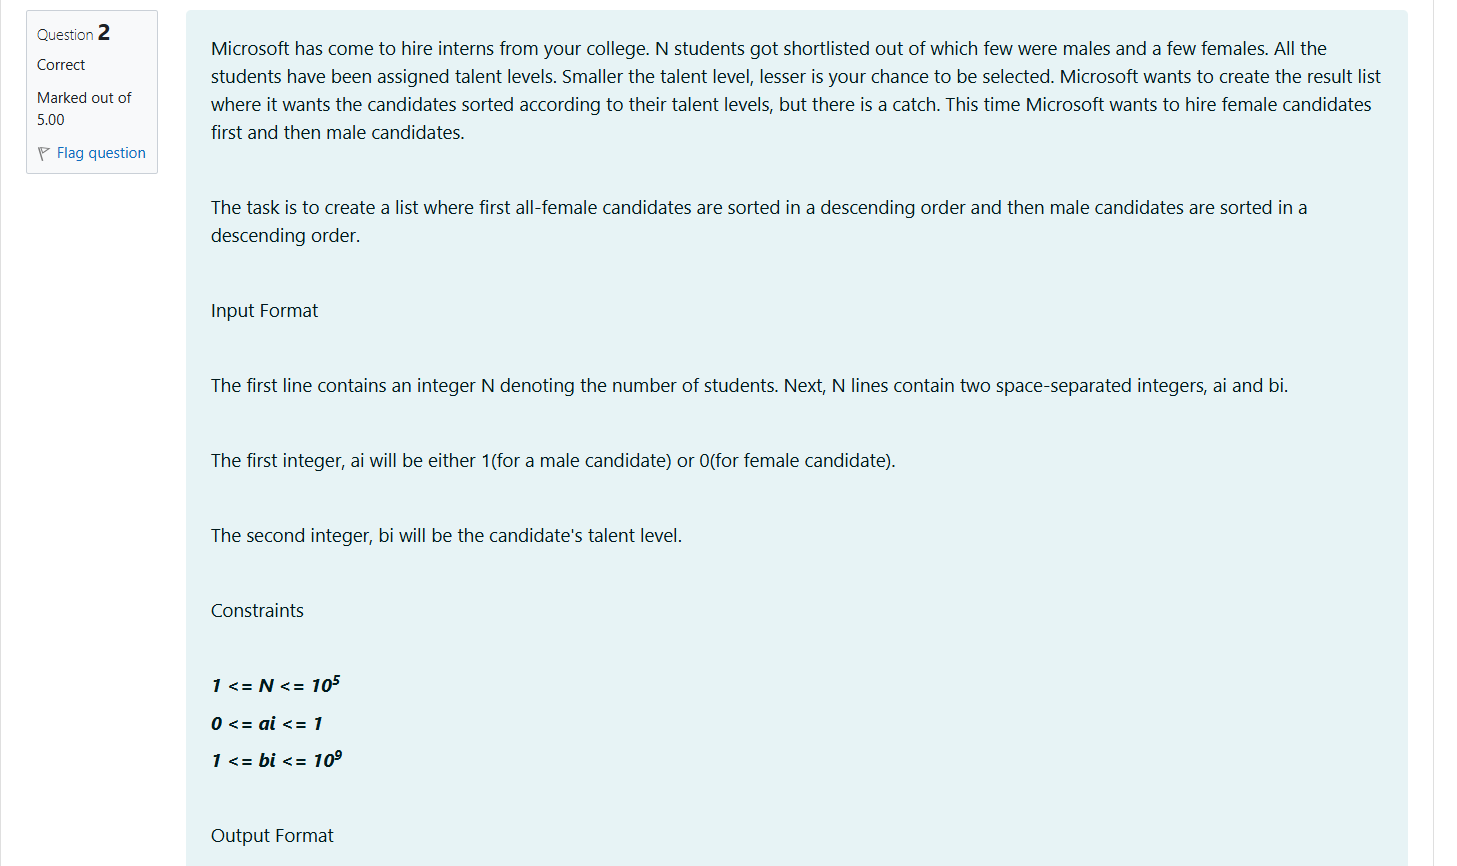 Question 2
Correct
Marked out of
5.00
Flag question
Microsoft has come to hire interns from your college. N students got shortlisted out of which few were males and a few females. All the
students have been assigned talent levels. Smaller the talent level, lesser is your chance to be selected. Microsoft wants to create the result list
where it wants the candidates sorted according to their talent levels, but there is a catch. This time Microsoft wants to hire female candidates
first and then male candidates.
The task is to create a list where first all-female candidates are sorted in a descending order and then male candidates are sorted in a
descending order.
Input Format
The first line contains an integer N denoting the number of students. Next, N lines contain two space-separated integers, ai and bi.
The first integer, ai will be either 1(for a male candidate) or 0(for female candidate).
The second integer, bi will be the candidate's talent level.
Constraints
1 <= N <= 10⁵
0 <= ai <= 1
1 <= bi <= 10⁹
Output Format